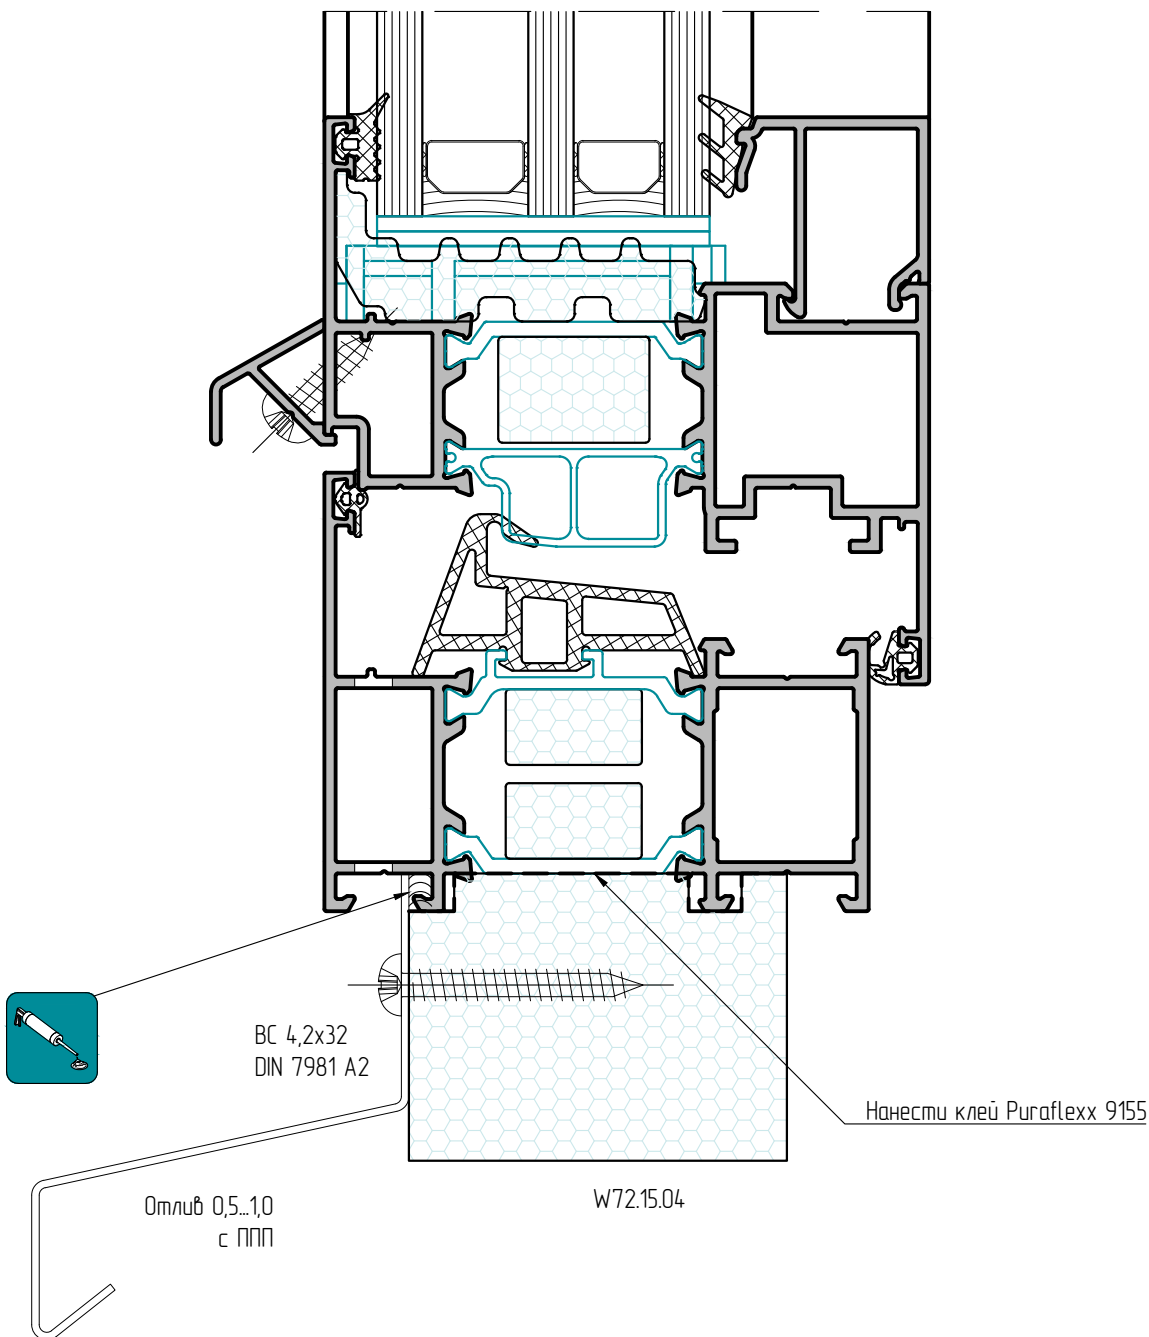 ВС 4,2х32
DIN 7981 A2
Нанести клей Puraflexx 9155
Отлив 0,5...1,0
с ППП
W72.15.04